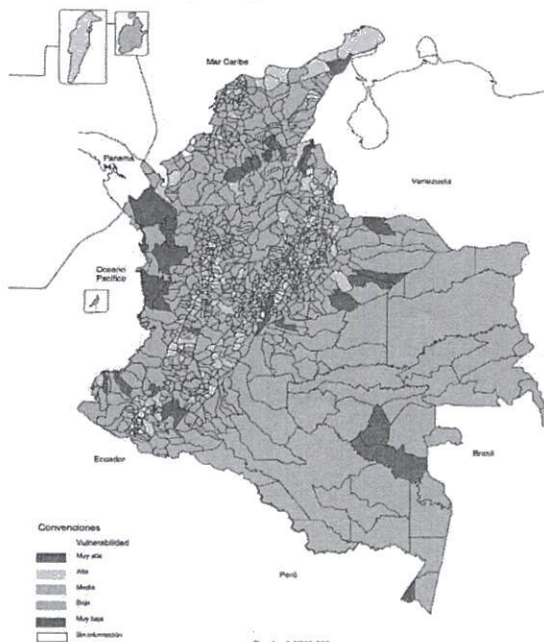 Mar Caribe
Panamá
Venezuela
Océano
Pacífico
Ecuador
Brasil
Perú
Convenciones
Vulnerabilidad
Muy alta
Alta
Media
Baja
Muy baja
Sin información